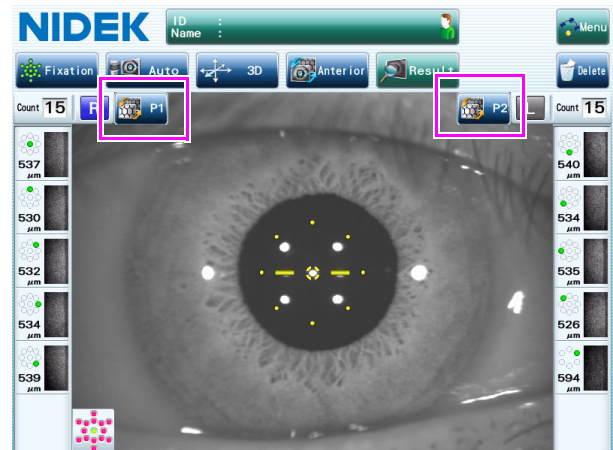 NIDEK
ID :
Name :
Menu
Fixation
Auto
3D
Anterior
Result
Delete
Count 15
R
P1
P2
L
Count 15
537
μm
530
μm
532
μm
534
μm
539
μm
540
μm
534
μm
535
μm
526
μm
594
μm